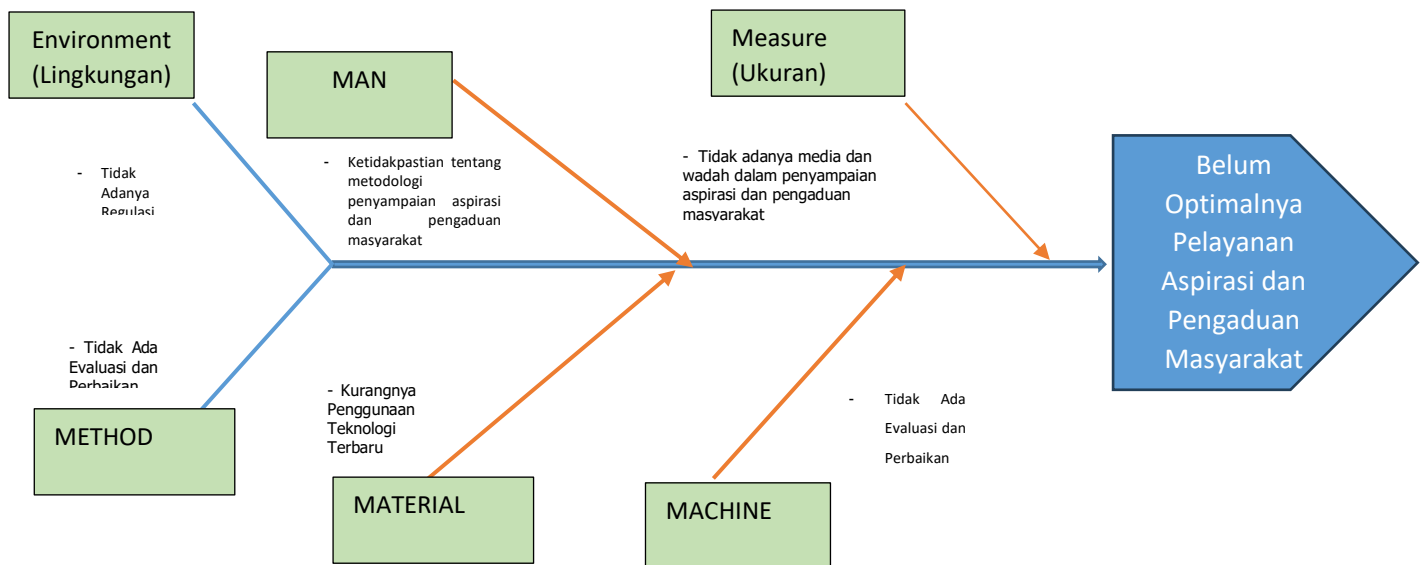 Environment
(Lingkungan)
MAN
Measure
(Ukuran)
- Tidak
Adanya
Regulasi
- Ketidakpastian tentang
metodologi
penyampaian aspirasi
dan pengaduan
masyarakat
- Tidak adanya media dan
wadah dalam penyampaian
aspirasi dan pengaduan
masyarakat
Belum
Optimalnya
Pelayanan
Aspirasi dan
Pengaduan
Masyarakat
- Tidak Ada
Evaluasi dan
Perbaikan
METHOD
- Kurangnya
Penggunaan
Teknologi
Terbaru
MATERIAL
- Tidak Ada
Evaluasi dan
Perbaikan
MACHINE